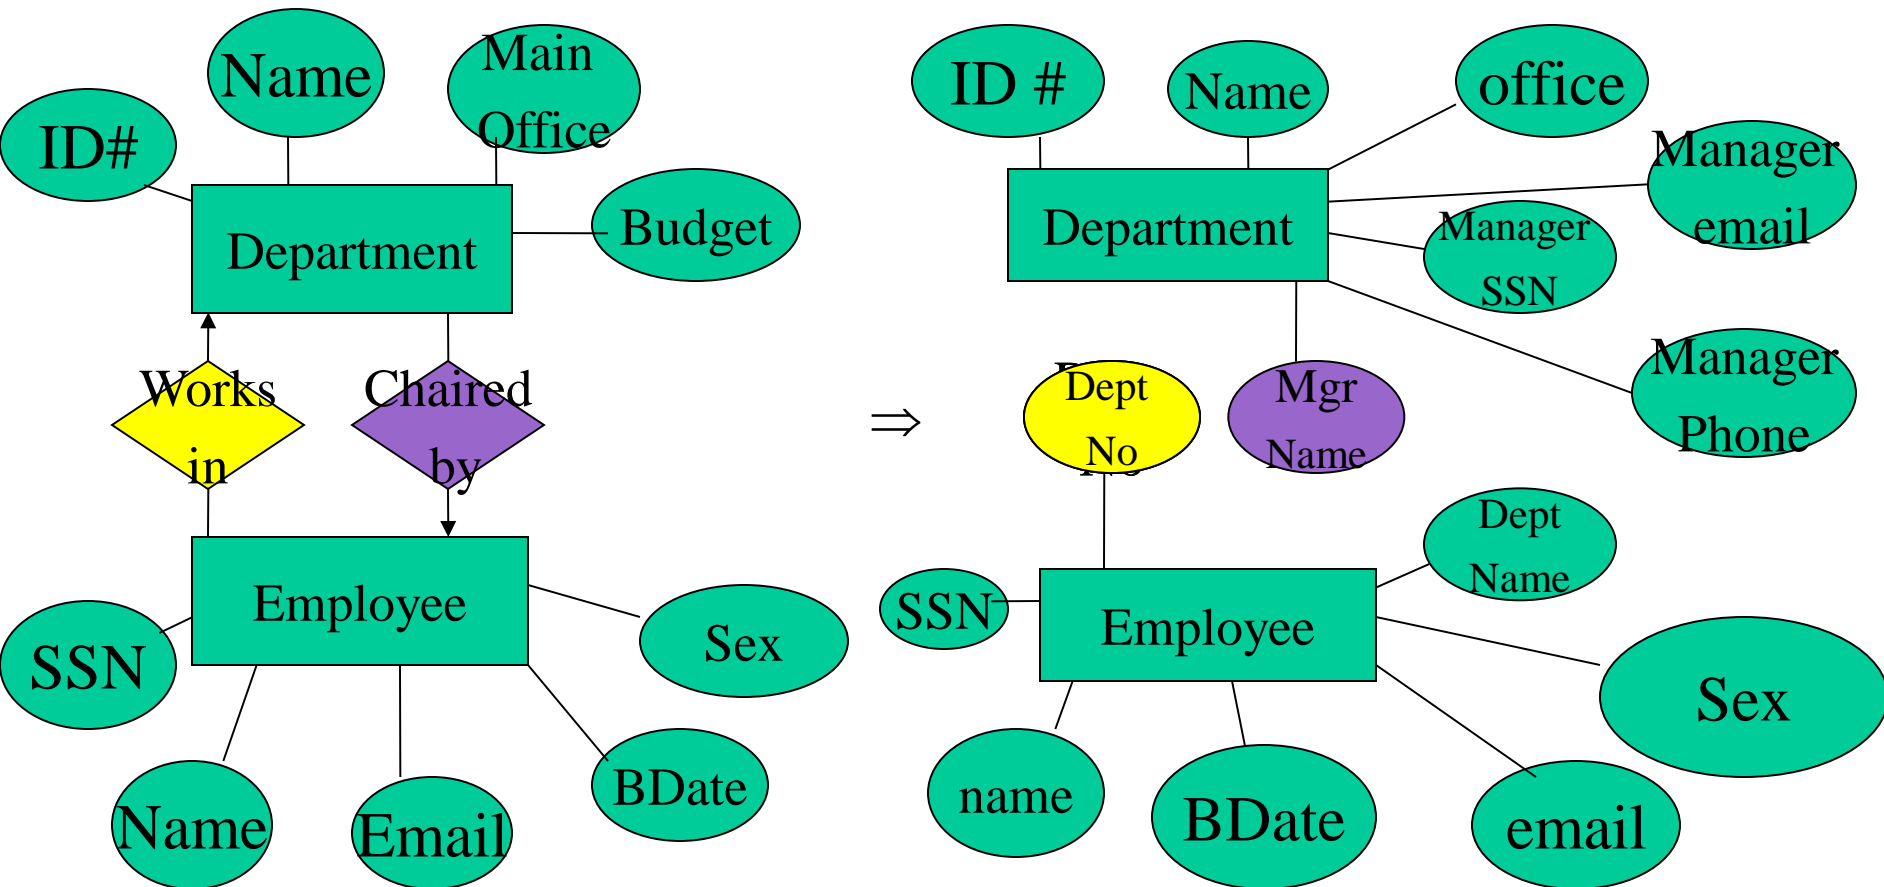 Name
Main
Office
ID#
Budget
Department
Works
in
Chaired
by
Employee
SSN
Sex
Name
Email
BDate
⇒
ID #
Name
office
Manager
email
Department
Manager
SSN
Manager
Phone
Dept
No
Mgr
Name
Dept
Name
SSN
Employee
Sex
name
BDate
email